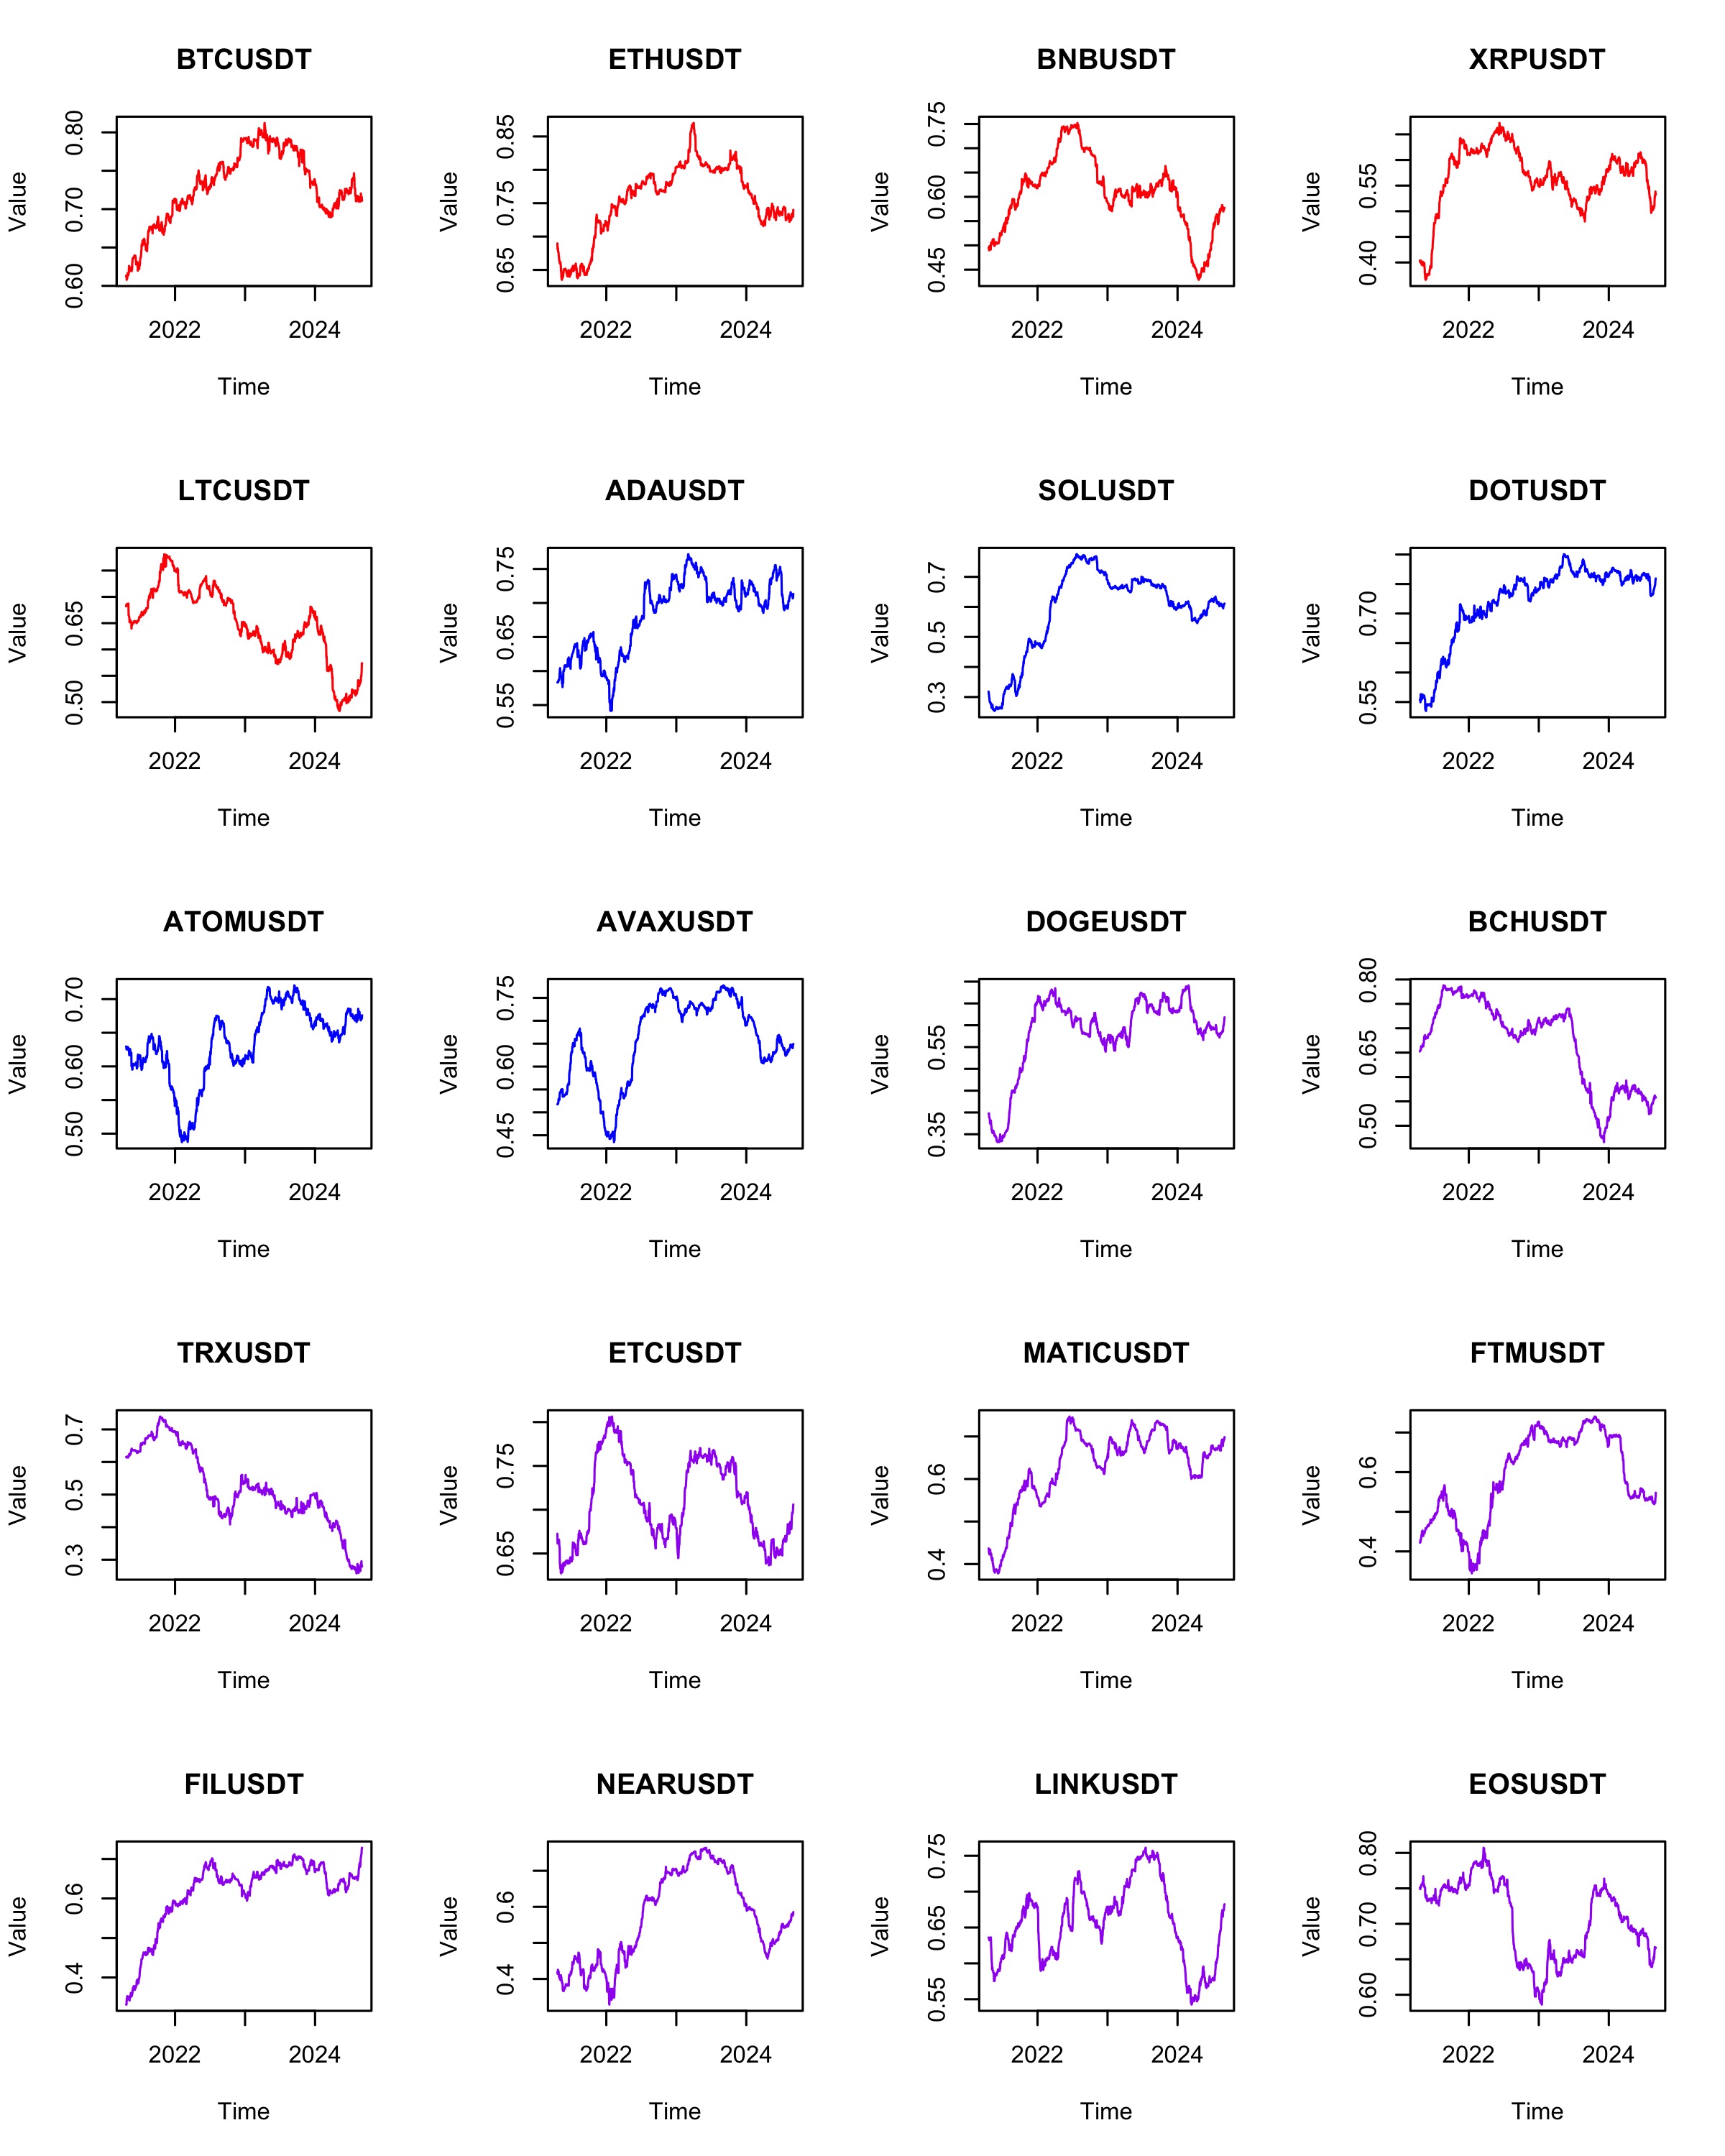 BTCUSDT
Value
0.60 0.70 0.80
2022 2024
Time
ETHUSDT
Value
0.65 0.75 0.85
2022 2024
Time
BNBUSDT
Value
0.45 0.60 0.75
2022 2024
Time
XRPUSDT
Value
0.40 0.55
2022 2024
Time
LTCUSDT
Value
0.50 0.65
2022 2024
Time
ADAUSDT
Value
0.55 0.65 0.75
2022 2024
Time
SOLUSDT
Value
0.3 0.5 0.7
2022 2024
Time
DOTUSDT
Value
0.55 0.70
2022 2024
Time
ATOMUSDT
Value
0.50 0.60 0.70
2022 2024
Time
AVAXUSDT
Value
0.45 0.60 0.75
2022 2024
Time
DOGEUSDT
Value
0.35 0.55
2022 2024
Time
BCHUSDT
Value
0.50 0.65 0.80
2022 2024
Time
TRXUSDT
Value
0.3 0.5 0.7
2022 2024
Time
ETCUSDT
Value
0.65 0.75
2022 2024
Time
MATICUSDT
Value
0.4 0.6
2022 2024
Time
FTMUSDT
Value
0.4 0.6
2022 2024
Time
FILUSDT
Value
0.4 0.6
2022 2024
Time
NEARUSDT
Value
0.4 0.6
2022 2024
Time
LINKUSDT
Value
0.55 0.65 0.75
2022 2024
Time
EOSUSDT
Value
0.60 0.70 0.80
2022 2024
Time